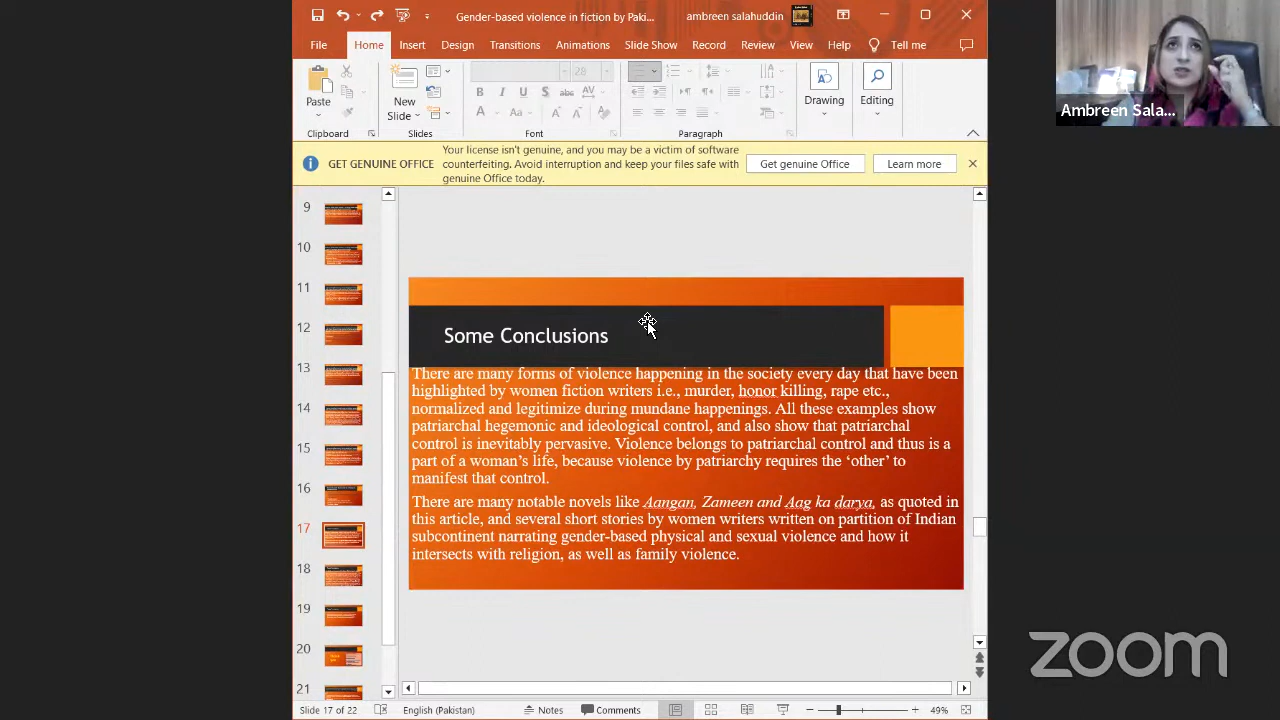 Gender-based violence in fiction by Paki...
ambreen salahuddin
File
Home
Insert
Design
Transitions
Animations
Slide Show
Record
Review
View
Help
Tell me
Paste
New
Slide
28
B
I
U
S
abc
AV
Aa
A
A
Drawing
Editing
Clipboard
Slides
Font
Paragraph
GET GENUINE OFFICE
Your license isn't genuine, and you may be a victim of software
counterfeiting. Avoid interruption and keep your files safe with
genuine Office today.
Get genuine Office
Learn more
9
10
11
12
13
14
15
16
17
18
19
20
21
Some Conclusions
There are many forms of violence happening in the society every day that have been
highlighted by women fiction writers i.e., murder, honor killing, rape etc.,
normalized and legitimize during mundane happenings. All these examples show
patriarchal hegemonic and ideological control, and also show that patriarchal
control is inevitably pervasive. Violence belongs to patriarchal control and thus is a
part of a woman's life, because violence by patriarchy requires the ‘other’ to
manifest that control.
There are many notable novels like Aangan, Zameen and Aag ka darya, as quoted in
this article, and several short stories by women writers written on partition of Indian
subcontinent narrating gender-based physical and sexual violence and how it
intersects with religion, as well as family violence.
Slide 17 of 22
English (Pakistan)
Notes
Comments
49%
Ambreen Sala...
zoom